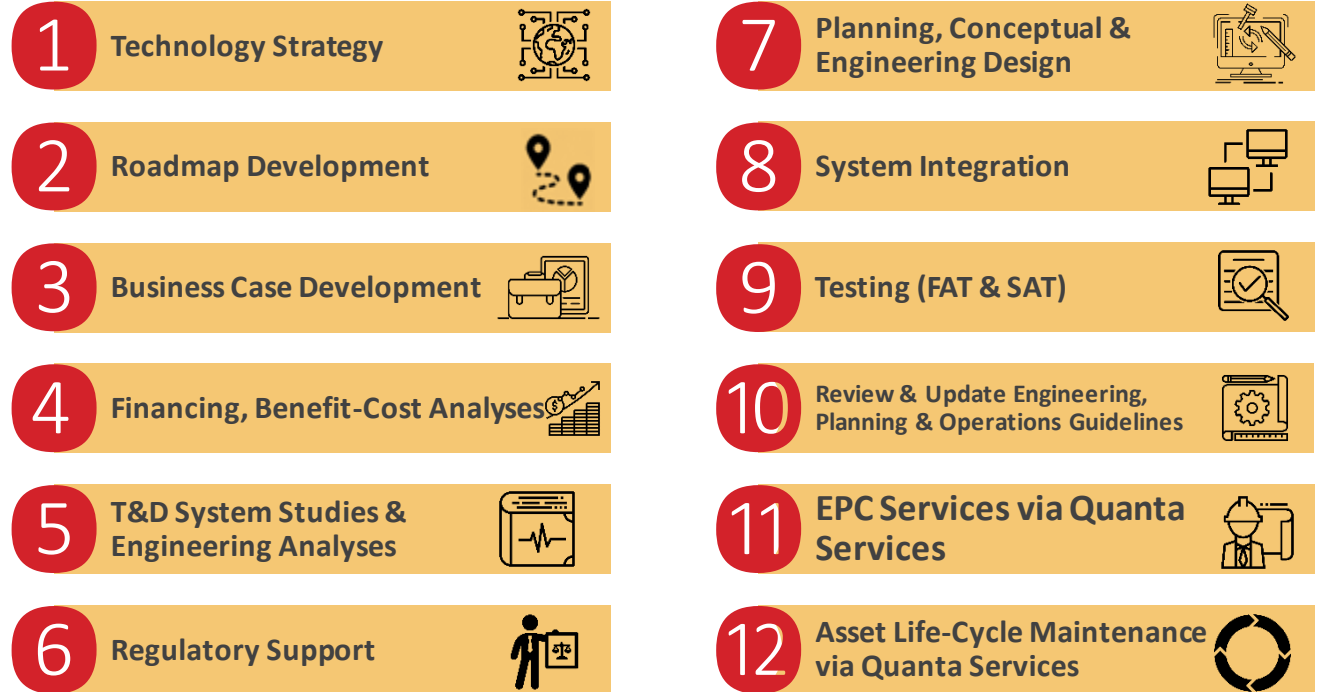 1
Technology Strategy
2
Roadmap Development
3
Business Case Development
4
Financing, Benefit-Cost Analyses
$
5
T&D System Studies &
Engineering Analyses
6
Regulatory Support
7
Planning, Conceptual &
Engineering Design
8
System Integration
9
Testing (FAT & SAT)
10
Review & Update Engineering,
Planning & Operations Guidelines
11
EPC Services via Quanta
Services
12
Asset Life-Cycle Maintenance
via Quanta Services